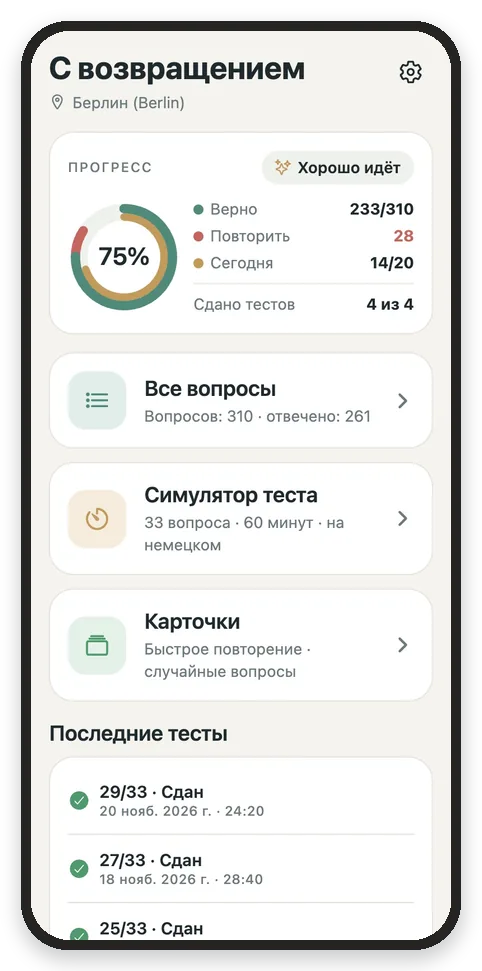 С возвращением
Берлин (Berlin)
ПРОГРЕСС
Хорошо идёт
75%
Верно 233/310
Повторить 28
Сегодня 14/20
Сдано тестов 4 из 4
Все вопросы
Вопросов: 310 · отвечено: 261
Симулятор теста
33 вопроса · 60 минут · на
немецком
Карточки
Быстрое повторение ·
случайные вопросы
Последние тесты
29/33 · Сдан
20 нояб. 2026 г. · 24:20
27/33 · Сдан
18 нояб. 2026 г. · 28:40
25/33 · Сдан